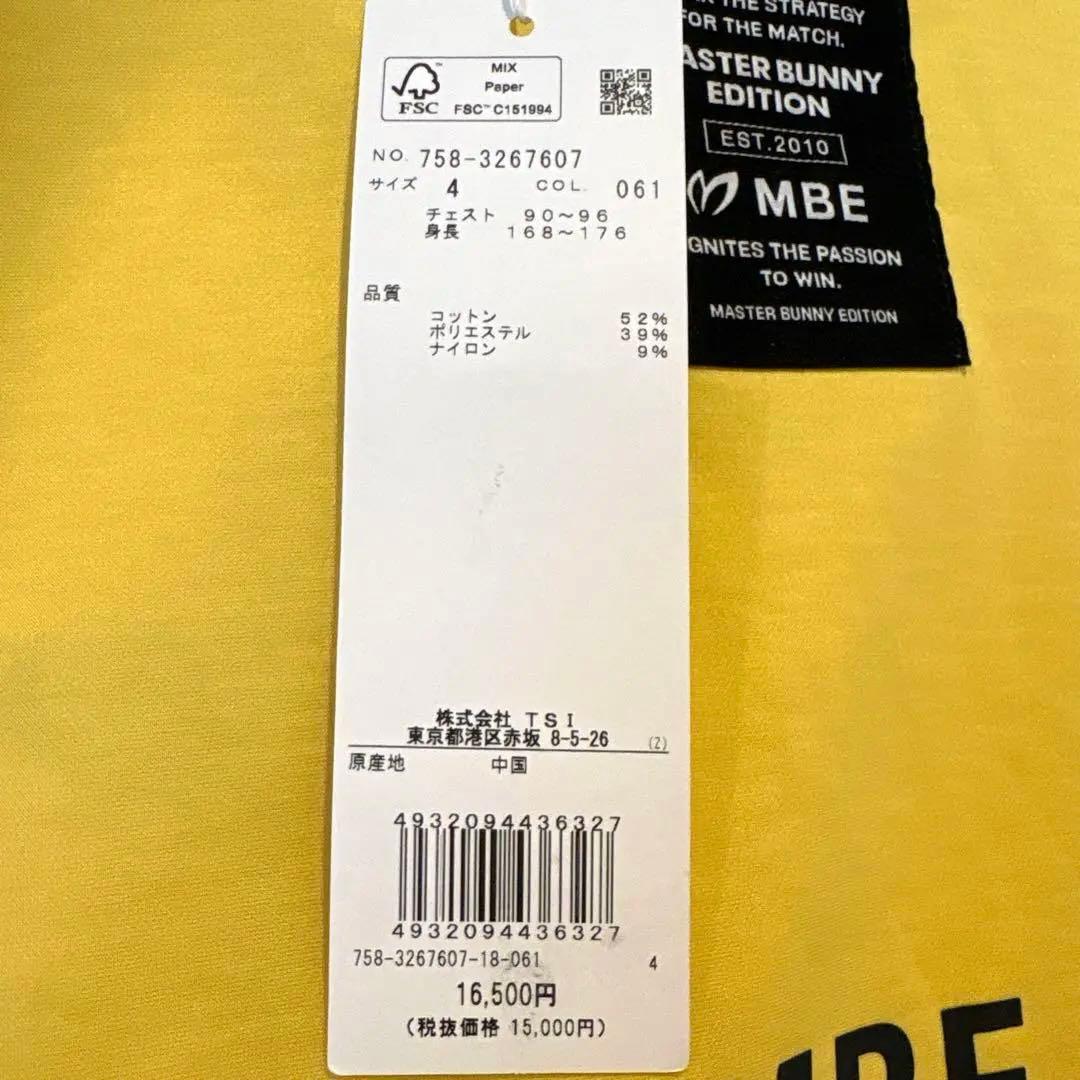 MIX
Paper
FSC™ C151994
FSC
NO. 758-3267607
サイズ 4 COL. 061
チェスト 90～96
身長 168～176
品質
コットン 52%
ポリエステル 39%
ナイロン 9%
株式会社 TSI
東京都港区赤坂 8-5-26 (Z)
原産地 中国
4932094436327
4932094436327
758-3267607-18-061 4
16,500円
(税抜価格 15,000円)
THE STRATEGY
FOR THE MATCH.
ASTER BUNNY
EDITION
EST.2010
MBE
GNITES THE PASSION
TO WIN.
MASTER BUNNY EDITION
MBE